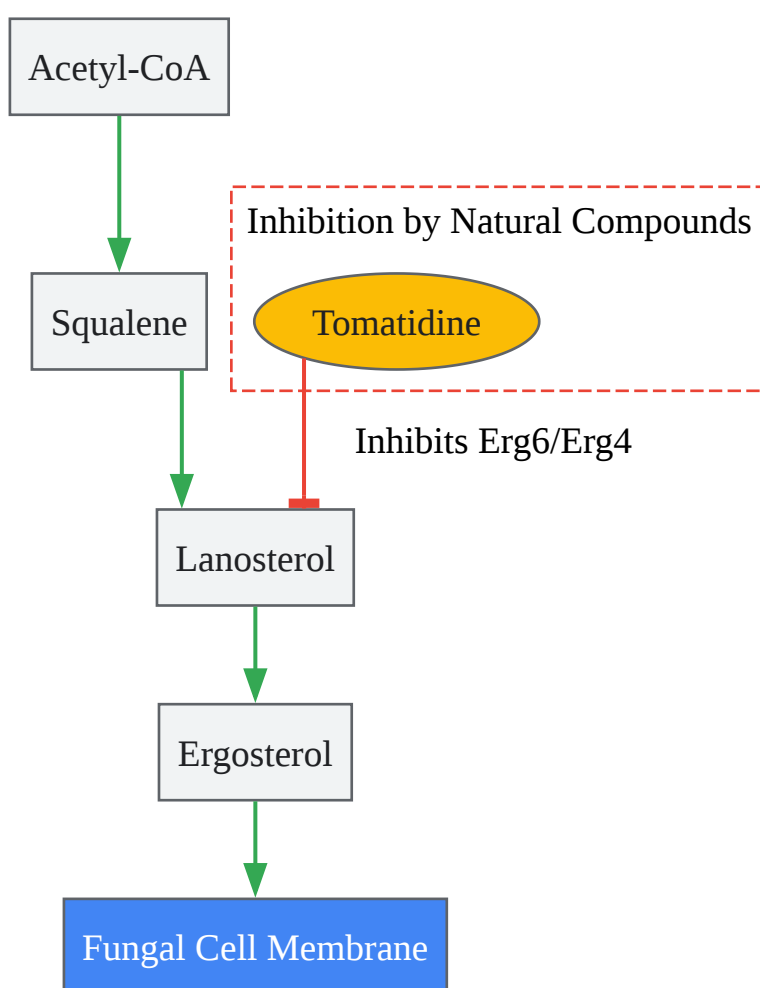 Acetyl-CoA
Inhibition by Natural Compounds
Squalene
Tomatidine
Inhibits Erg6/Erg4
Lanosterol
Ergosterol
Fungal Cell Membrane